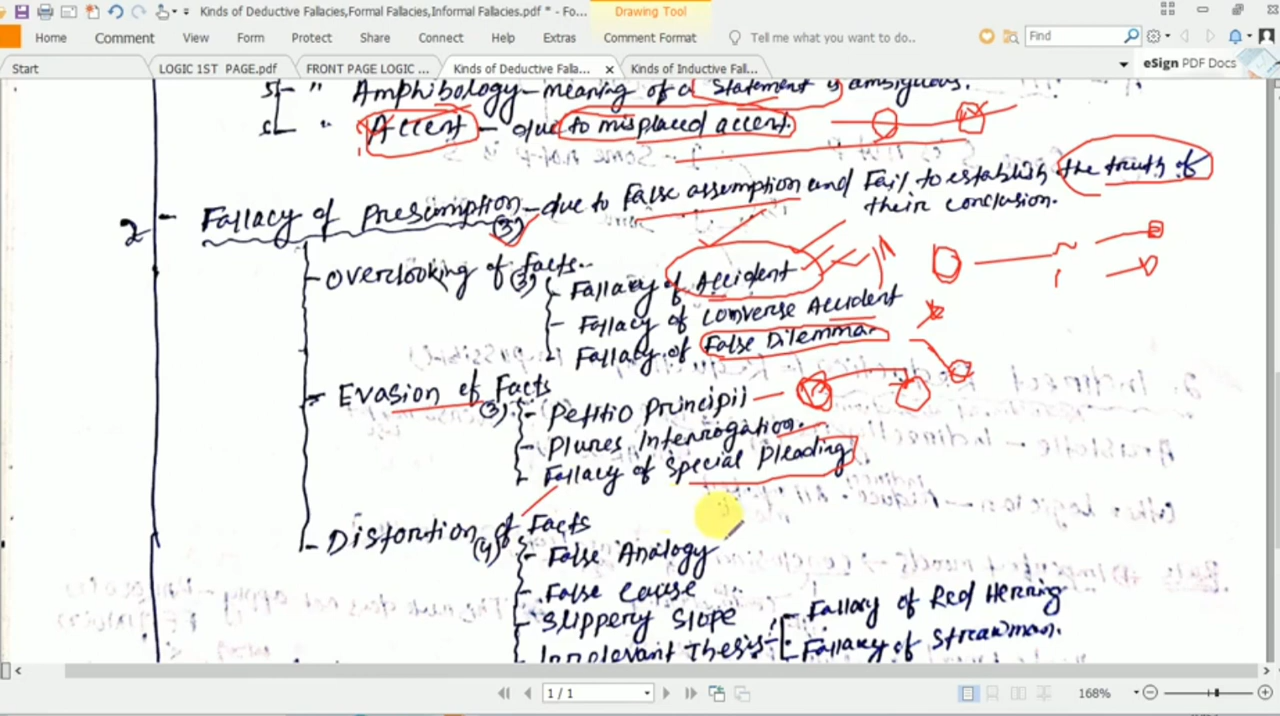 Kinds of Deductive Fallacies,Formal Fallacies,Informal Fallacies.pdf * - Fo...
Drawing Tool
Home Comment View Form Protect Share Connect Help Extras Comment Format Tell me what you want to do.. Find
Start LOGIC 1ST PAGE.pdf FRONT PAGE LOGIC ... Kinds of Deductive Falla... × Kinds of Inductive Fall... eSign PDF Docs
" Amphibology - meaning of a statement is ambiguous.
" Accent - due to misplaced accent.
2 - Fallacy of Presumption - due to False assumption and Fail to establish the truth of
their conclusion.
(3)
Overlooking of facts.
(3) - Fallacy of Accident
- Fallacy of Converse Accident
- Fallacy of False Dilemma
- Evasion of Facts
(3) - Petitio Principii
- Plures Interrogation.
- Fallacy of Special Pleading
- Distortion of Facts
(4) - False Analogy
- False Cause
- Slippery Slope
- Irrelevant Thesis - Fallacy of Red Herring
- Fallacy of Strawman.
1 / 1
168%